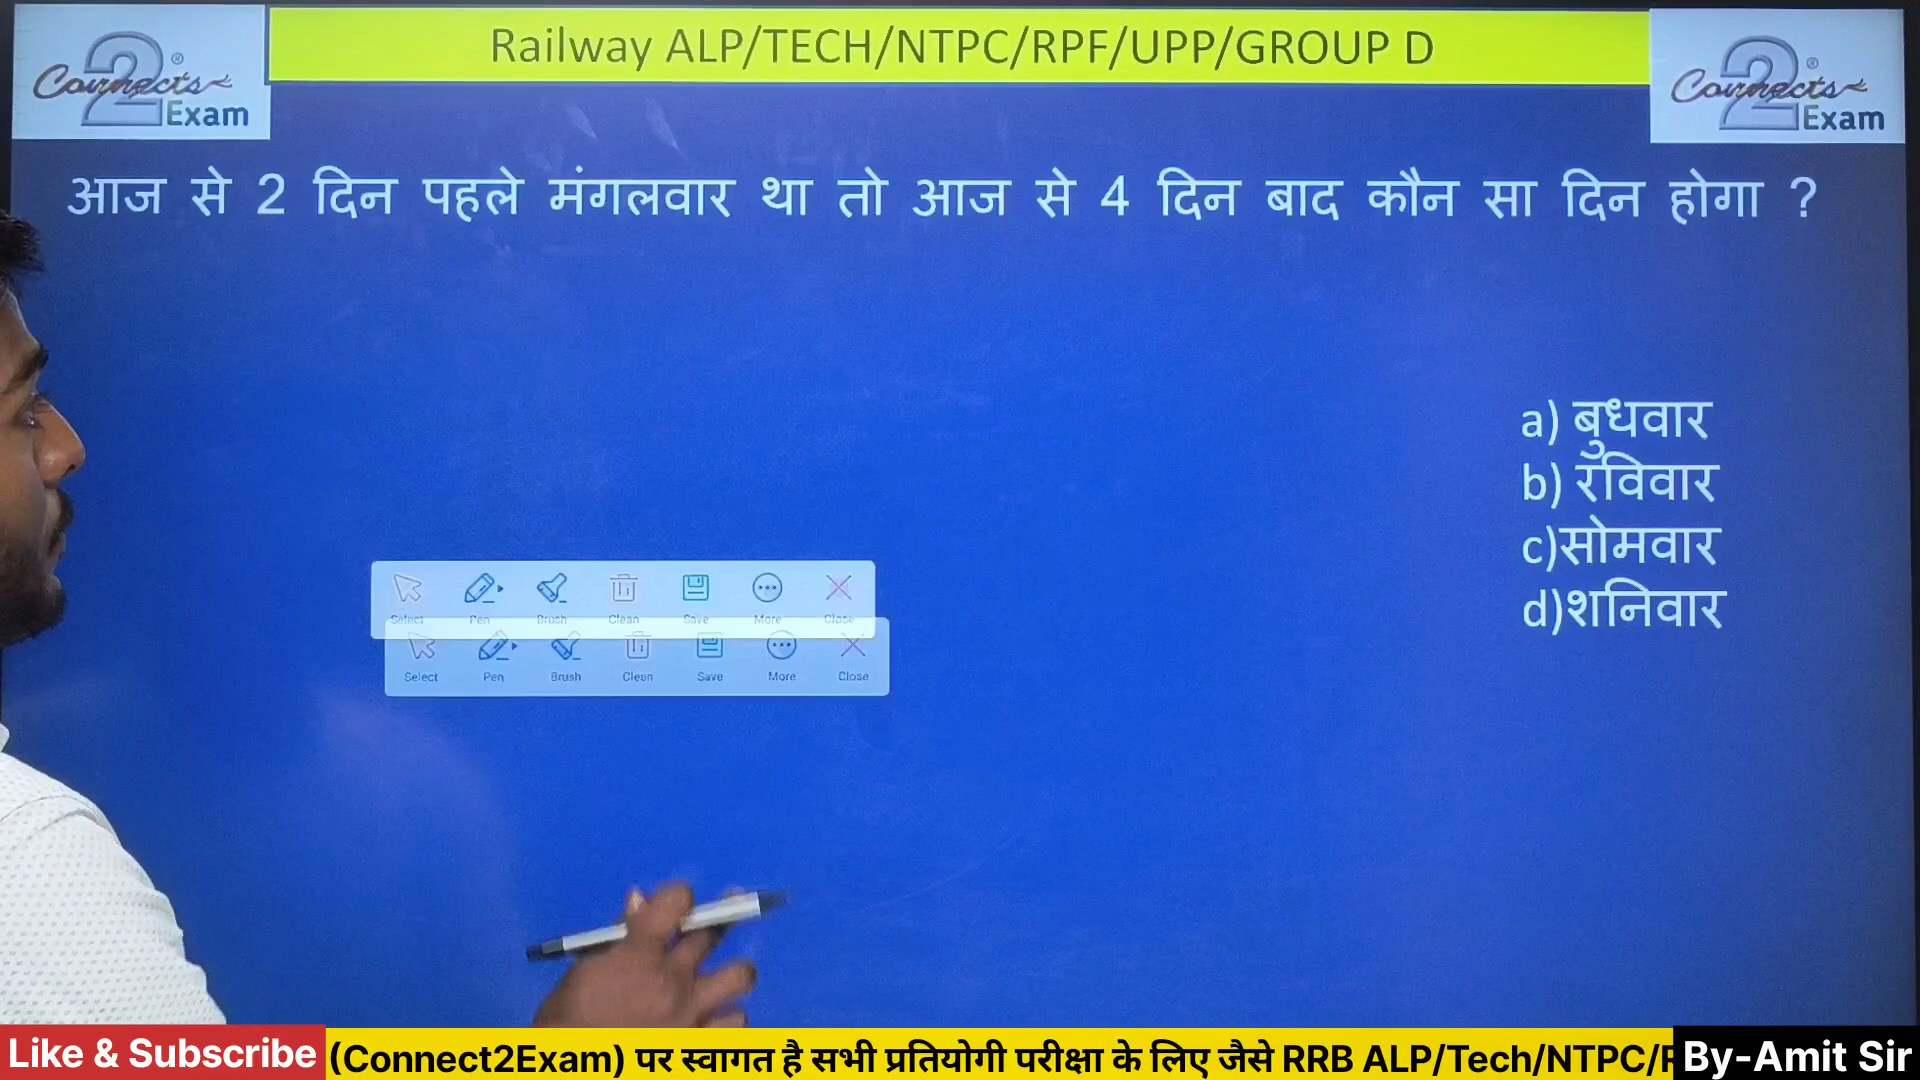 Connects 2 ® Exam
Railway ALP/TECH/NTPC/RPF/UPP/GROUP D
Connects 2 ® Exam
आज से 2 दिन पहले मंगलवार था तो आज से 4 दिन बाद कौन सा दिन होगा ?
a) बुधवार
b) रविवार
c)सोमवार
d)शनिवार
Select Pen Brush Clean Save More Close
Select Pen Brush Clean Save More Close
Like & Subscribe (Connect2Exam) पर स्वागत है सभी प्रतियोगी परीक्षा के लिए जैसे RRB ALP/Tech/NTPC/ By-Amit Sir